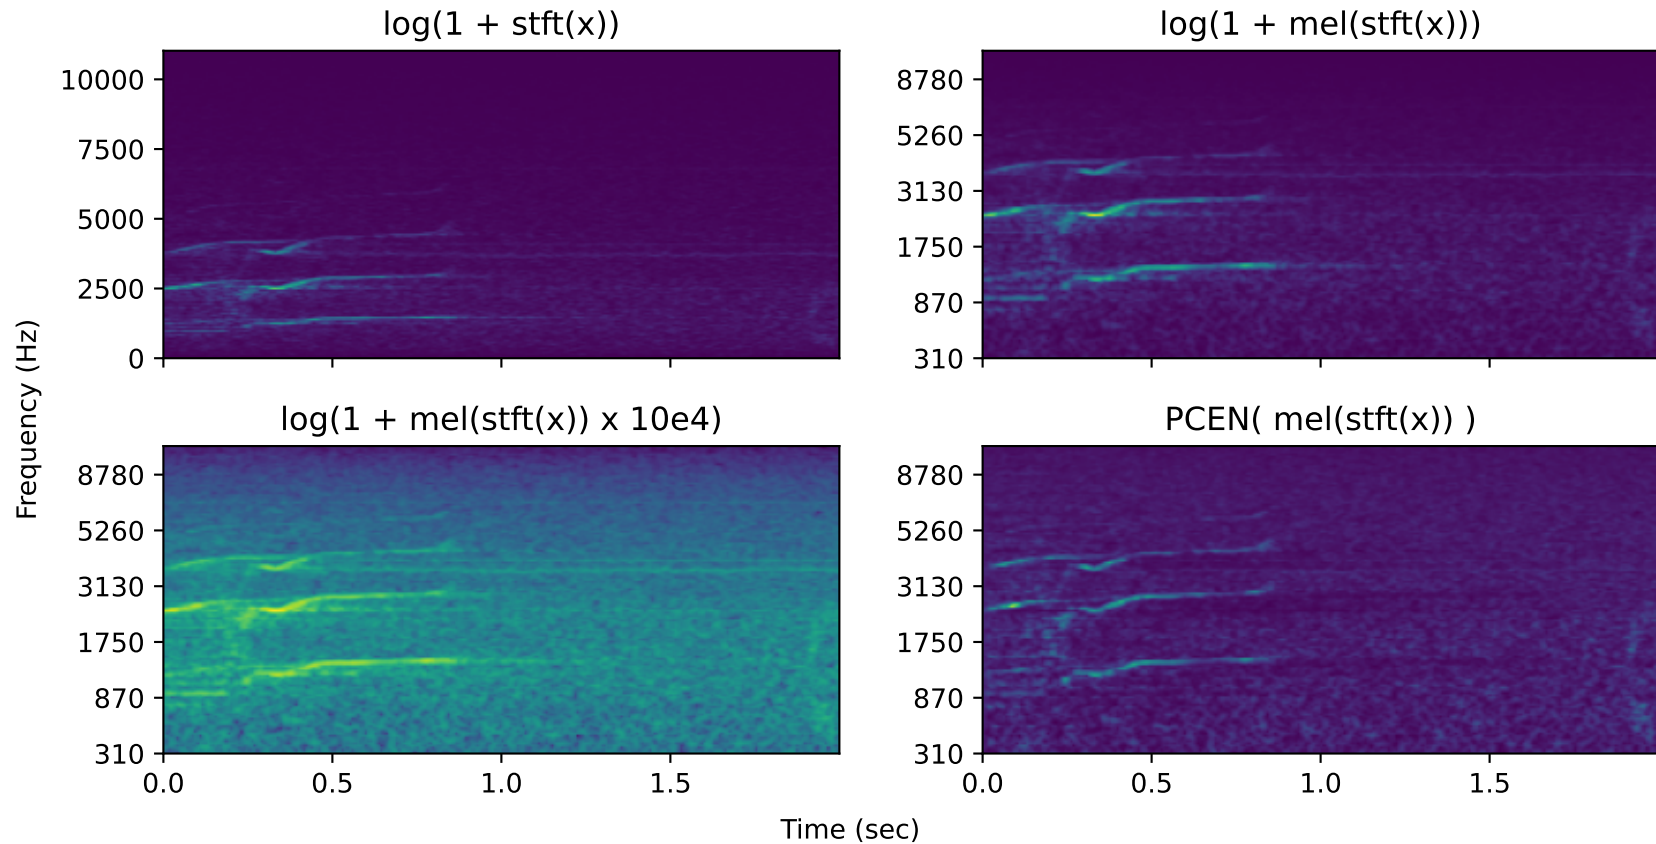 log(1 + stft(x))
10000
7500
5000
2500
0
log(1 + mel(stft(x)))
8780
5260
3130
1750
870
310
Frequency (Hz)
log(1 + mel(stft(x)) x 10e4)
8780
5260
3130
1750
870
310
0.0 0.5 1.0 1.5
PCEN( mel(stft(x)) )
8780
5260
3130
1750
870
310
0.0 0.5 1.0 1.5
Time (sec)